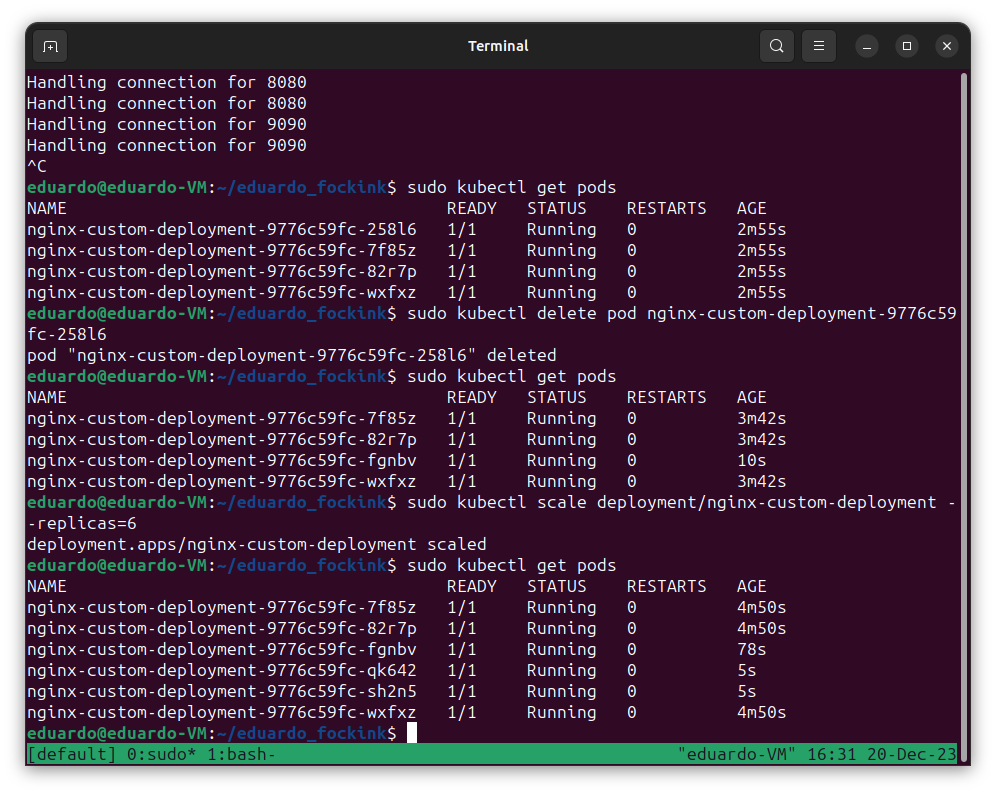 Terminal
Handling connection for 8080
Handling connection for 8080
Handling connection for 9090
Handling connection for 9090
^C
eduardo@eduardo-VM:~/eduardo_fockink$ sudo kubectl get pods
NAME                                      READY   STATUS    RESTARTS   AGE
nginx-custom-deployment-9776c59fc-258l6   1/1     Running   0          2m55s
nginx-custom-deployment-9776c59fc-7f85z   1/1     Running   0          2m55s
nginx-custom-deployment-9776c59fc-82r7p   1/1     Running   0          2m55s
nginx-custom-deployment-9776c59fc-wxfxz   1/1     Running   0          2m55s
eduardo@eduardo-VM:~/eduardo_fockink$ sudo kubectl delete pod nginx-custom-deployment-9776c59
fc-258l6
pod "nginx-custom-deployment-9776c59fc-258l6" deleted
eduardo@eduardo-VM:~/eduardo_fockink$ sudo kubectl get pods
NAME                                      READY   STATUS    RESTARTS   AGE
nginx-custom-deployment-9776c59fc-7f85z   1/1     Running   0          3m42s
nginx-custom-deployment-9776c59fc-82r7p   1/1     Running   0          3m42s
nginx-custom-deployment-9776c59fc-fgnbv   1/1     Running   0          10s
nginx-custom-deployment-9776c59fc-wxfxz   1/1     Running   0          3m42s
eduardo@eduardo-VM:~/eduardo_fockink$ sudo kubectl scale deployment/nginx-custom-deployment -
-replicas=6
deployment.apps/nginx-custom-deployment scaled
eduardo@eduardo-VM:~/eduardo_fockink$ sudo kubectl get pods
NAME                                      READY   STATUS    RESTARTS   AGE
nginx-custom-deployment-9776c59fc-7f85z   1/1     Running   0          4m50s
nginx-custom-deployment-9776c59fc-82r7p   1/1     Running   0          4m50s
nginx-custom-deployment-9776c59fc-fgnbv   1/1     Running   0          78s
nginx-custom-deployment-9776c59fc-qk642   1/1     Running   0          5s
nginx-custom-deployment-9776c59fc-sh2n5   1/1     Running   0          5s
nginx-custom-deployment-9776c59fc-wxfxz   1/1     Running   0          4m50s
eduardo@eduardo-VM:~/eduardo_fockink$
[default] 0:sudo* 1:bash- "eduardo-VM" 16:31 20-Dec-23